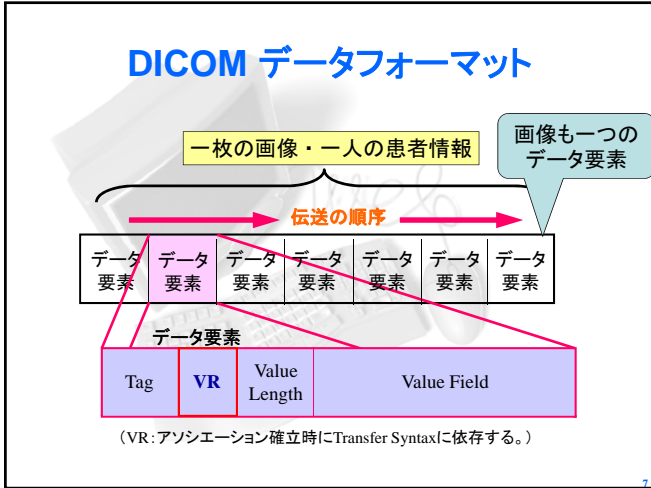 DICOM データフォーマット
一枚の画像・一人の患者情報
画像も一つの
データ要素
伝送の順序
データ データ データ データ データ データ データ
要素 要素 要素 要素 要素 要素 要素
データ要素
Tag VR Value Length Value Field
（VR：アソシエーション確立時にTransfer Syntaxに依存する。）
7